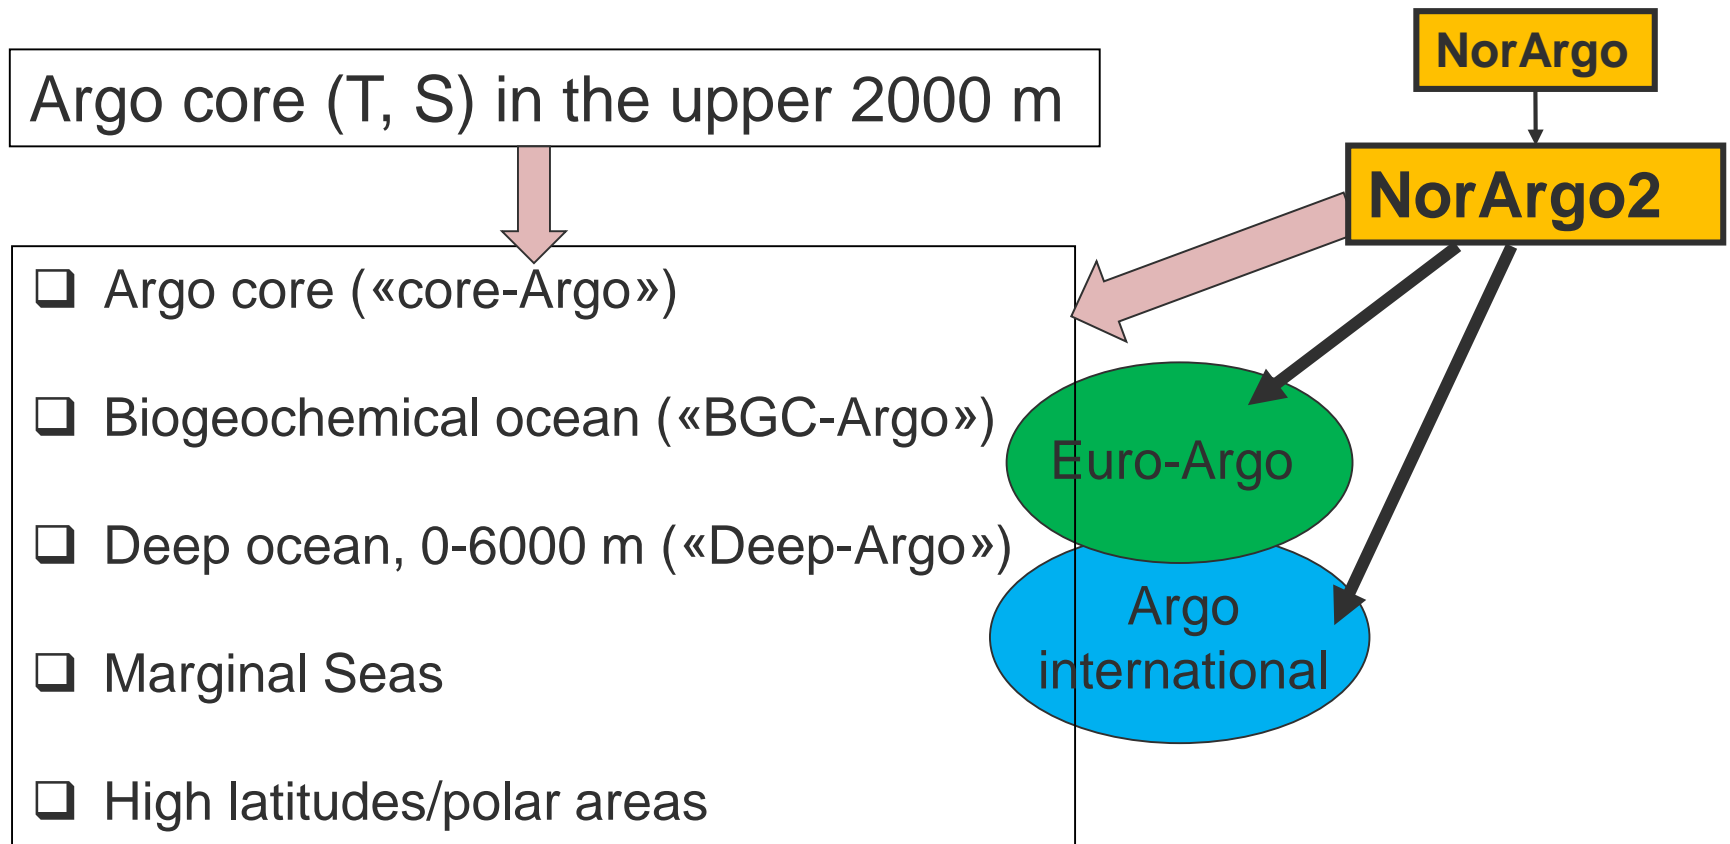 NorArgo
Argo core (T, S) in the upper 2000 m
NorArgo2
Argo core («core-Argo»)
Biogeochemical ocean («BGC-Argo»)
Euro-Argo
Deep ocean, 0-6000 m («Deep-Argo»)
Argo
international
Marginal Seas
High latitudes/polar areas